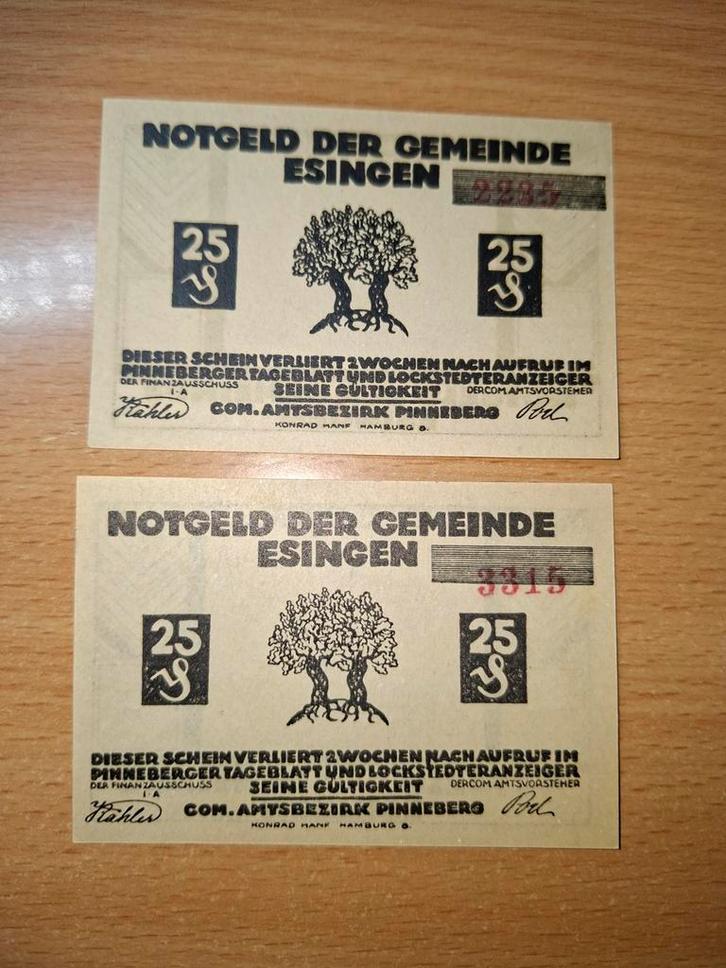 NOTGELD DER GEMEINDE
ESINGEN
2235
25 25
DIESER SCHEIN VERLIERT 2 WOCHEN NACH AUFRUF IM
PINNEBERGER TAGEBLATT UND LOCKSTEDTER ANZEIGER
DER FINANZAUSSCHUSS SEINE GÜLTIGKEIT DER COM. AMTSVORSTEHER
I·A
Kähler COM. AMTSBEZIRK PINNEBERG
KONRAD HANF HAMBURG 8.
NOTGELD DER GEMEINDE
ESINGEN
3315
25 25
DIESER SCHEIN VERLIERT 2 WOCHEN NACH AUFRUF IM
PINNEBERGER TAGEBLATT UND LOCKSTEDTER ANZEIGER
DER FINANZAUSSCHUSS SEINE GÜLTIGKEIT DER COM. AMTSVORSTEHER
I·A
Kähler COM. AMTSBEZIRK PINNEBERG
KONRAD HANF HAMBURG 8.